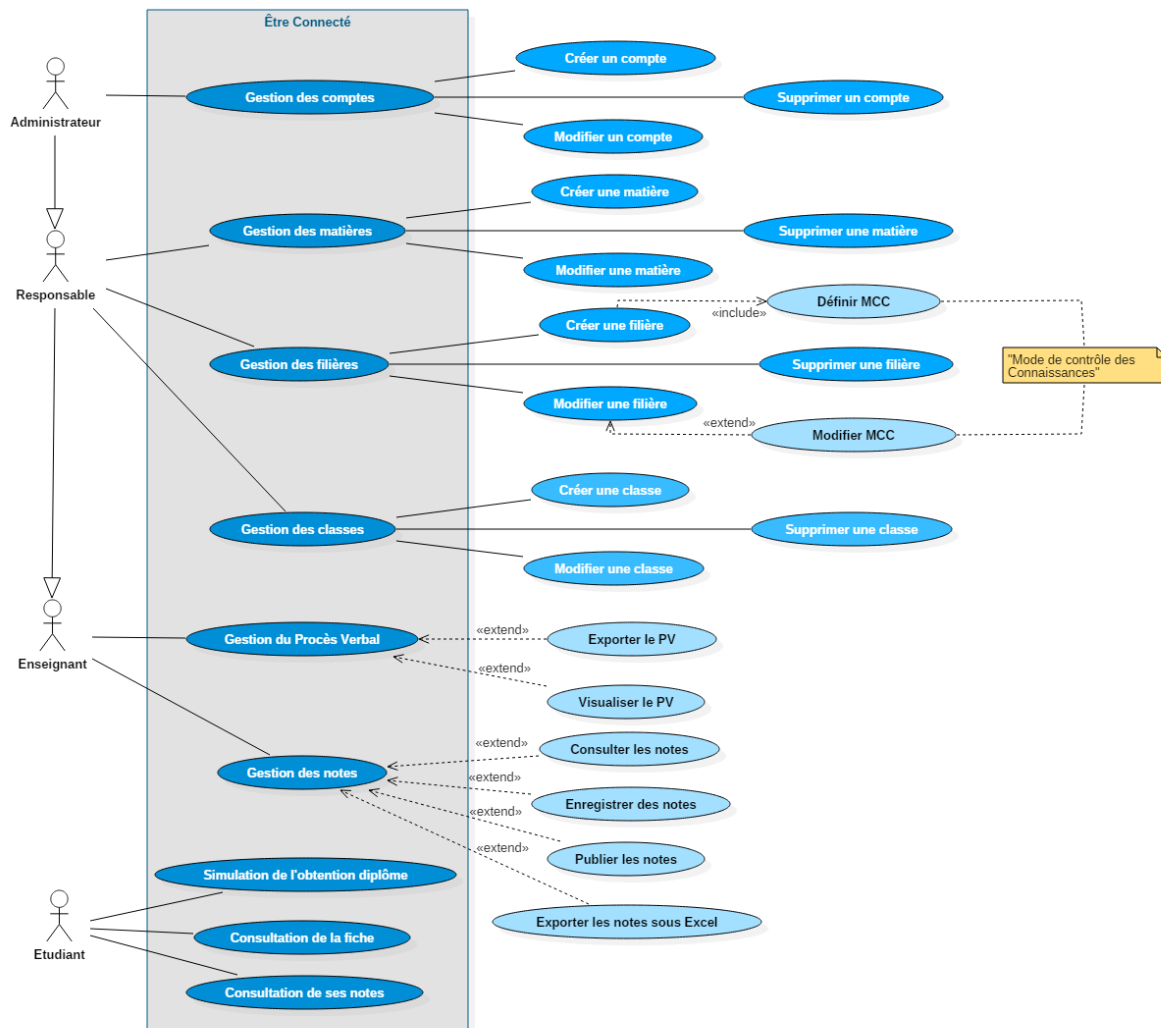 Être Connecté
Créer un compte
Gestion des comptes
Supprimer un compte
Administrateur
Modifier un compte
Créer une matière
Gestion des matières
Supprimer une matière
Modifier une matière
Responsable
Définir MCC
«include»
Créer une filière
Gestion des filières
Supprimer une filière
"Mode de contrôle des
Connaissances"
Modifier une filière
«extend»
Modifier MCC
Créer une classe
Gestion des classes
Supprimer une classe
Modifier une classe
«extend»
Gestion du Procès Verbal
Exporter le PV
Enseignant
«extend»
Visualiser le PV
«extend»
Consulter les notes
Gestion des notes
«extend»
Enregistrer des notes
«extend»
«extend»
Publier les notes
Simulation de l'obtention diplôme
Exporter les notes sous Excel
Consultation de la fiche
Etudiant
Consultation de ses notes